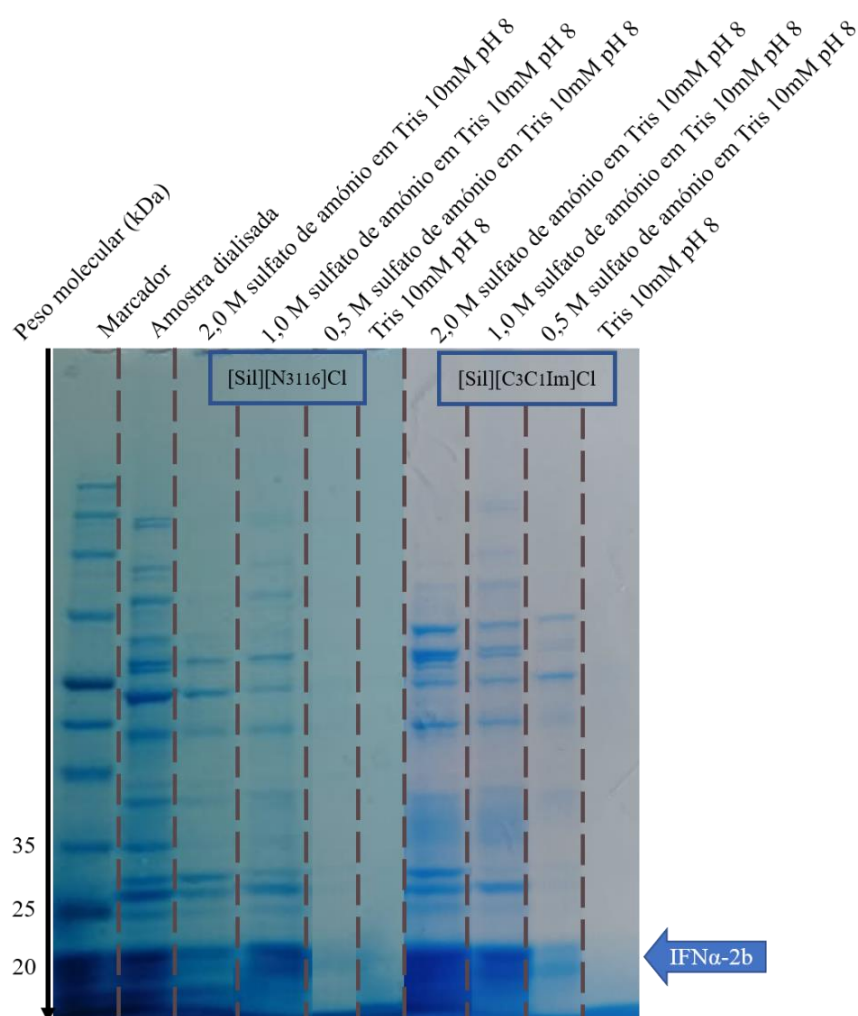 Peso molecular (kDa)
Marcador
Amostra dialisada
2,0 M sulfato de amónio em Tris 10mM pH 8
1,0 M sulfato de amónio em Tris 10mM pH 8
0,5 M sulfato de amónio em Tris 10mM pH 8
Tris 10mM pH 8
2,0 M sulfato de amónio em Tris 10mM pH 8
1,0 M sulfato de amónio em Tris 10mM pH 8
0,5 M sulfato de amónio em Tris 10mM pH 8
Tris 10mM pH 8
[Sil][N3116]Cl
[Sil][C3C1Im]Cl
35
25
20
IFNα-2b